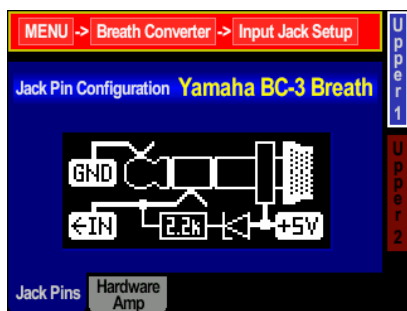 MENU -> Breath Converter -> Input Jack Setup
Jack Pin Configuration Yamaha BC-3 Breath
GND
←IN 2.2k +5V
Jack Pins Hardware Amp
Upper 1
Upper 2